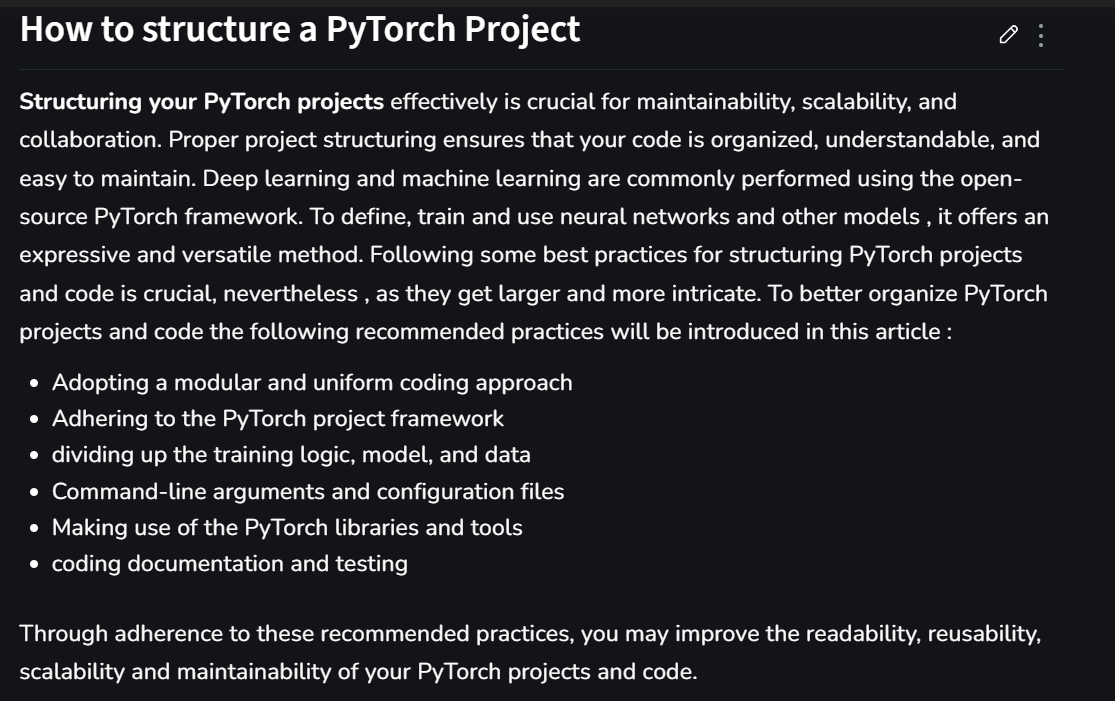 How to structure a PyTorch Project
Structuring your PyTorch projects effectively is crucial for maintainability, scalability, and
collaboration. Proper project structuring ensures that your code is organized, understandable, and
easy to maintain. Deep learning and machine learning are commonly performed using the open-
source PyTorch framework. To define, train and use neural networks and other models , it offers an
expressive and versatile method. Following some best practices for structuring PyTorch projects
and code is crucial, nevertheless , as they get larger and more intricate. To better organize PyTorch
projects and code the following recommended practices will be introduced in this article :
• Adopting a modular and uniform coding approach
• Adhering to the PyTorch project framework
• dividing up the training logic, model, and data
• Command-line arguments and configuration files
• Making use of the PyTorch libraries and tools
• coding documentation and testing
Through adherence to these recommended practices, you may improve the readability, reusability,
scalability and maintainability of your PyTorch projects and code.